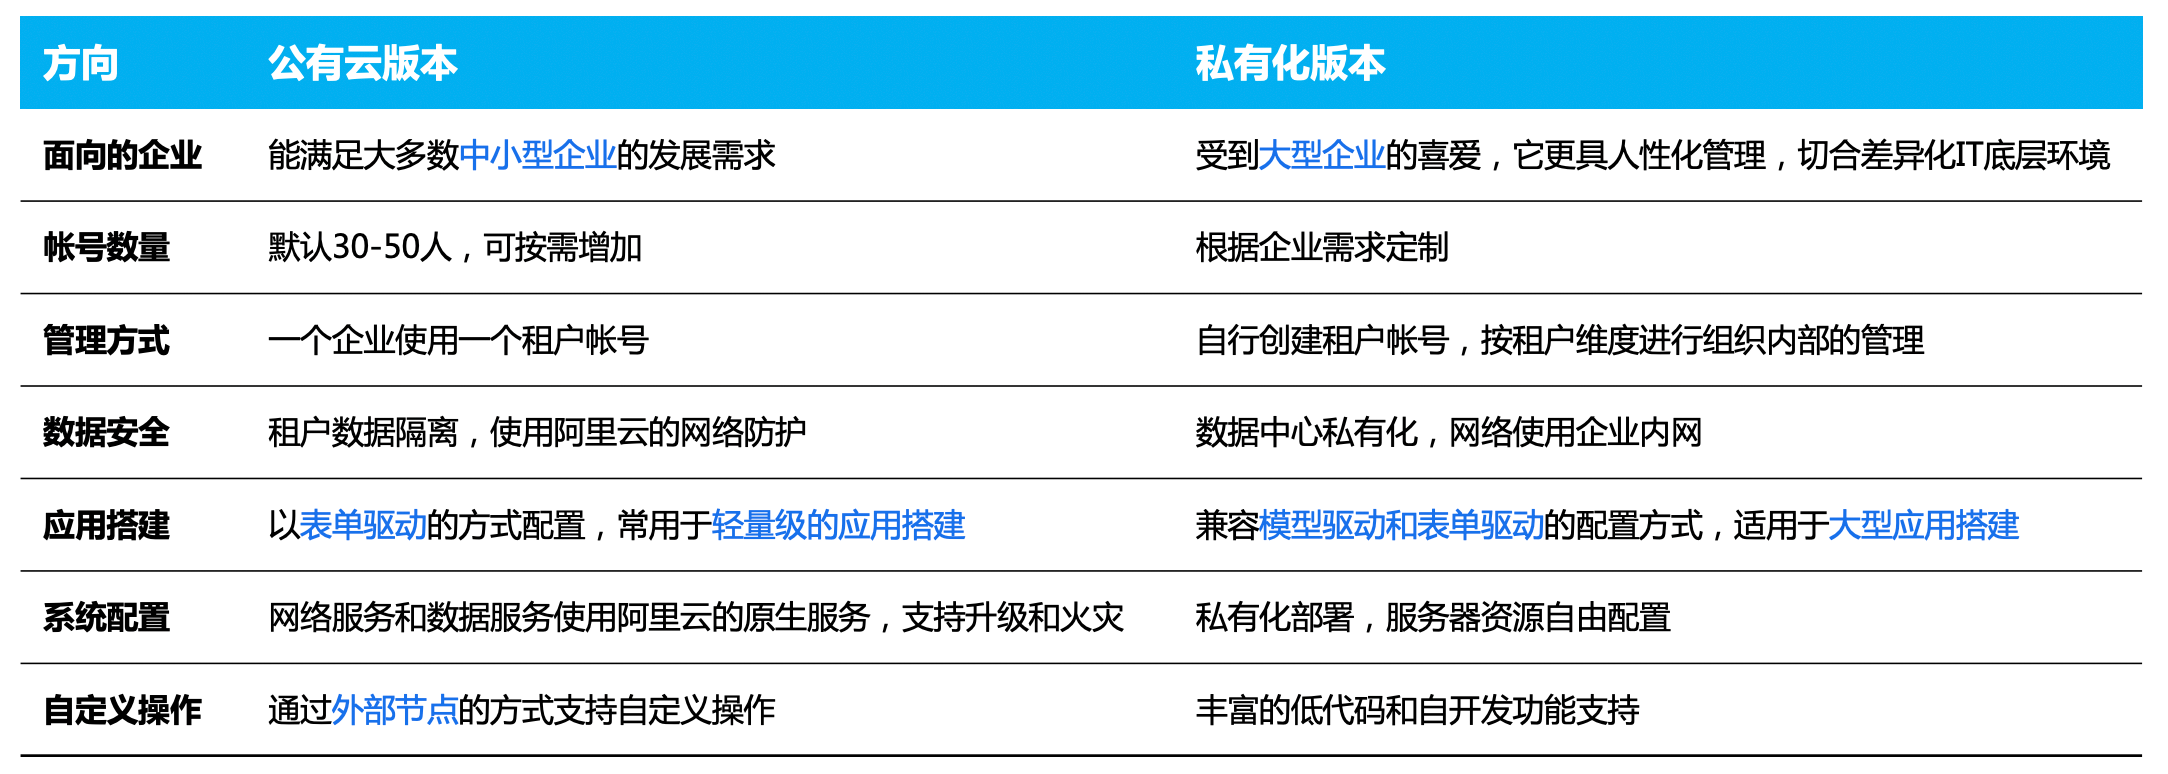 方向 公有云版本 私有化版本
面向的企业 能满足大多数中小型企业的发展需求 受到大型企业的喜爱，它更具人性化管理，切合差异化IT底层环境
帐号数量 默认30-50人，可按需增加 根据企业需求定制
管理方式 一个企业使用一个租户帐号 自行创建租户帐号，按租户维度进行组织内部的管理
数据安全 租户数据隔离，使用阿里云的网络防护 数据中心私有化，网络使用企业内网
应用搭建 以表单驱动的方式配置，常用于轻量级的应用搭建 兼容模型驱动和表单驱动的配置方式，适用于大型应用搭建
系统配置 网络服务和数据服务使用阿里云的原生服务，支持升级和火灾 私有化部署，服务器资源自由配置
自定义操作 通过外部节点的方式支持自定义操作 丰富的低代码和自开发功能支持